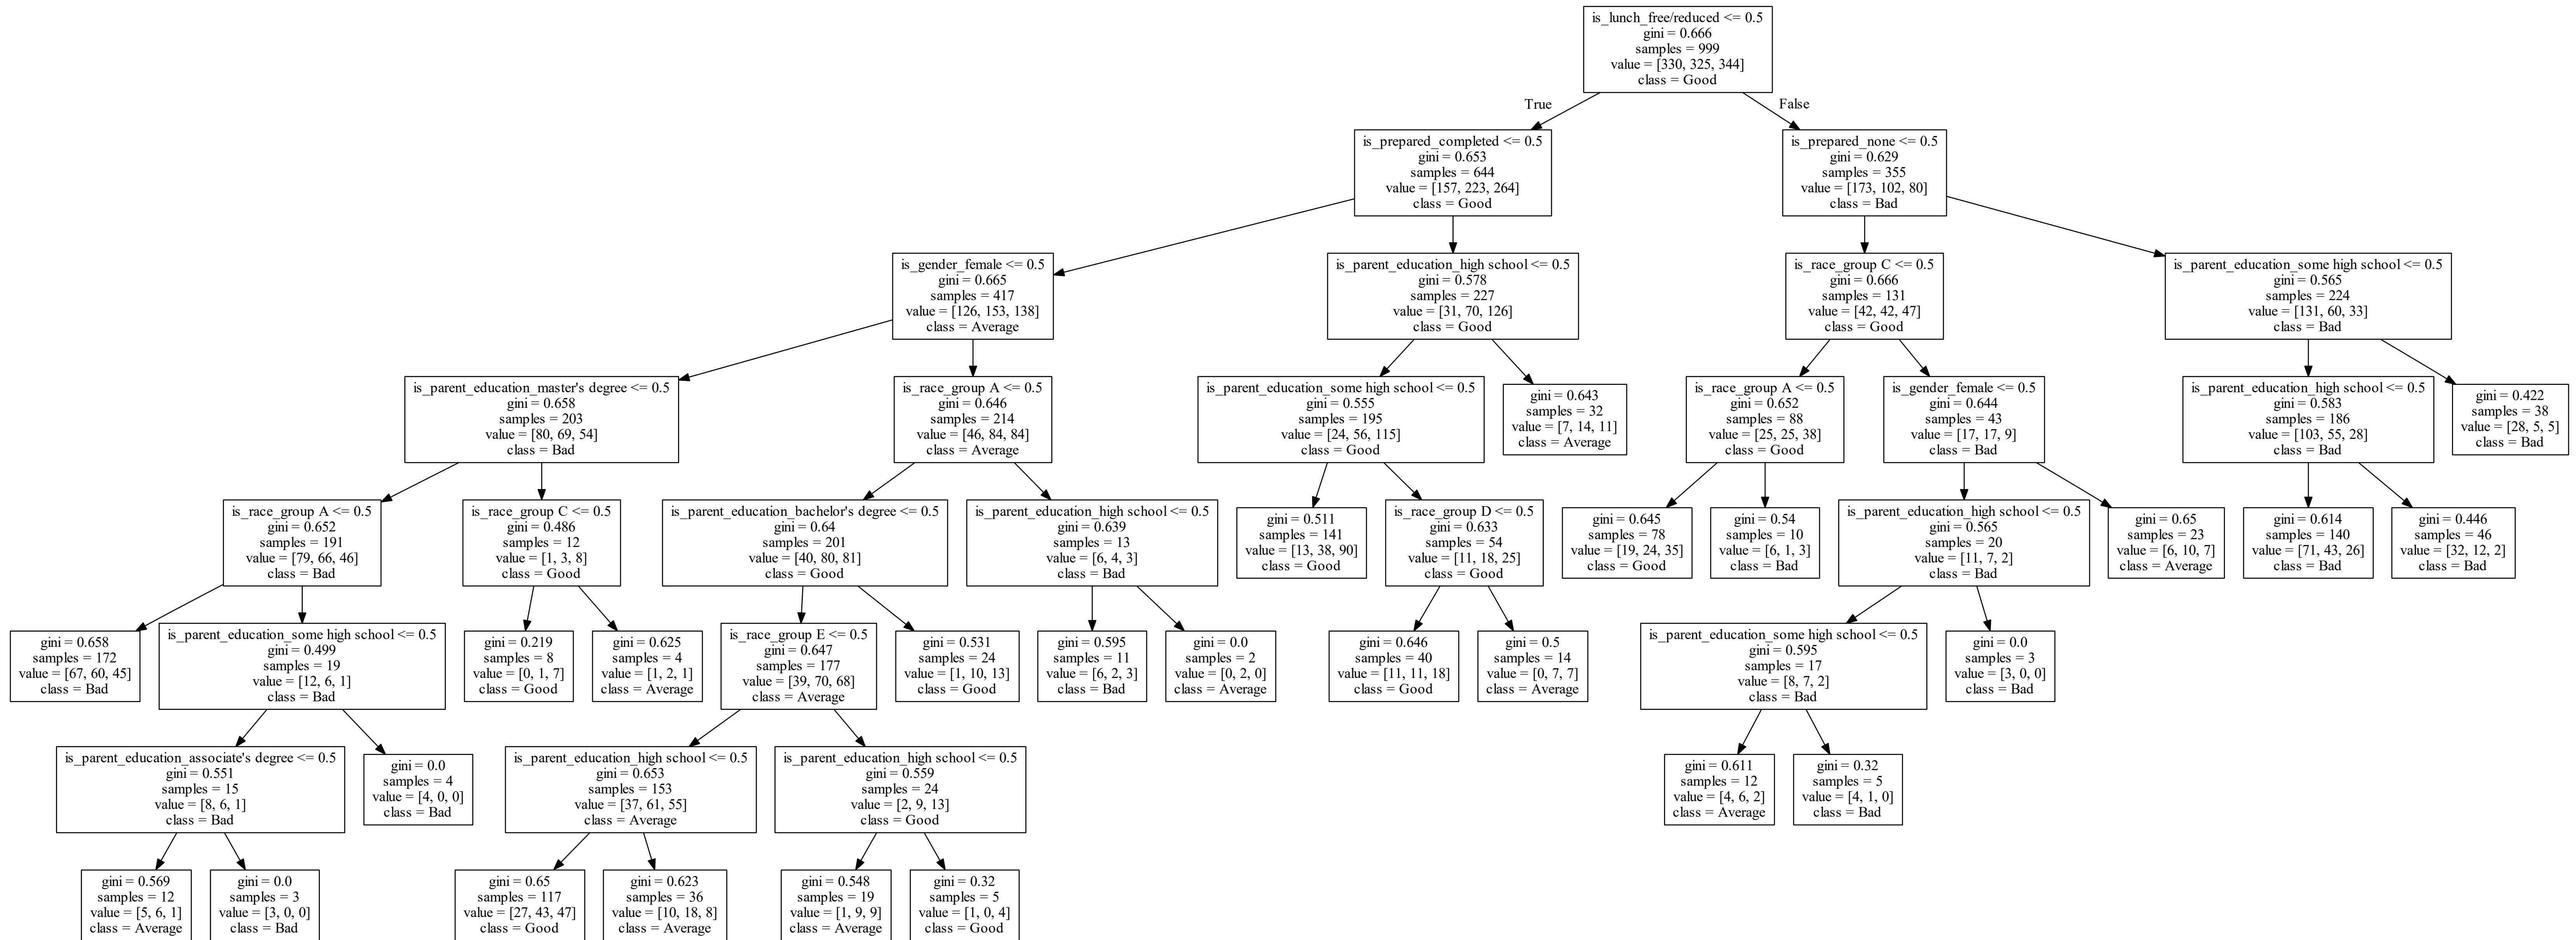 is_lunch_free/reduced <= 0.5
gini = 0.666
samples = 999
value = [330, 325, 344]
class = Good
True
False
is_prepared_completed <= 0.5
gini = 0.653
samples = 644
value = [157, 223, 264]
class = Good
is_prepared_none <= 0.5
gini = 0.629
samples = 355
value = [173, 102, 80]
class = Bad
is_gender_female <= 0.5
gini = 0.665
samples = 417
value = [126, 153, 138]
class = Average
is_parent_education_high school <= 0.5
gini = 0.578
samples = 227
value = [31, 70, 126]
class = Good
is_race_group C <= 0.5
gini = 0.666
samples = 131
value = [42, 42, 47]
class = Good
is_parent_education_some high school <= 0.5
gini = 0.565
samples = 224
value = [131, 60, 33]
class = Bad
is_parent_education_master's degree <= 0.5
gini = 0.658
samples = 203
value = [80, 69, 54]
class = Bad
is_race_group A <= 0.5
gini = 0.646
samples = 214
value = [46, 84, 84]
class = Average
is_parent_education_some high school <= 0.5
gini = 0.555
samples = 195
value = [24, 56, 115]
class = Good
gini = 0.643
samples = 32
value = [7, 14, 11]
class = Average
is_race_group A <= 0.5
gini = 0.652
samples = 88
value = [25, 25, 38]
class = Good
is_gender_female <= 0.5
gini = 0.644
samples = 43
value = [17, 17, 9]
class = Bad
is_parent_education_high school <= 0.5
gini = 0.583
samples = 186
value = [103, 55, 28]
class = Bad
gini = 0.422
samples = 38
value = [28, 5, 5]
class = Bad
is_race_group A <= 0.5
gini = 0.652
samples = 191
value = [79, 66, 46]
class = Bad
is_race_group C <= 0.5
gini = 0.486
samples = 12
value = [1, 3, 8]
class = Good
is_parent_education_bachelor's degree <= 0.5
gini = 0.64
samples = 201
value = [40, 80, 81]
class = Good
is_parent_education_high school <= 0.5
gini = 0.639
samples = 13
value = [6, 4, 3]
class = Bad
gini = 0.511
samples = 141
value = [13, 38, 90]
class = Good
is_race_group D <= 0.5
gini = 0.633
samples = 54
value = [11, 18, 25]
class = Good
gini = 0.645
samples = 78
value = [19, 24, 35]
class = Good
gini = 0.54
samples = 10
value = [6, 1, 3]
class = Bad
is_parent_education_high school <= 0.5
gini = 0.565
samples = 20
value = [11, 7, 2]
class = Bad
gini = 0.65
samples = 23
value = [6, 10, 7]
class = Average
gini = 0.614
samples = 140
value = [71, 43, 26]
class = Bad
gini = 0.446
samples = 46
value = [32, 12, 2]
class = Bad
gini = 0.658
samples = 172
value = [67, 60, 45]
class = Bad
is_parent_education_some high school <= 0.5
gini = 0.499
samples = 19
value = [12, 6, 1]
class = Bad
gini = 0.219
samples = 8
value = [0, 1, 7]
class = Good
gini = 0.625
samples = 4
value = [1, 2, 1]
class = Average
is_race_group E <= 0.5
gini = 0.647
samples = 177
value = [39, 70, 68]
class = Average
gini = 0.531
samples = 24
value = [1, 10, 13]
class = Good
gini = 0.595
samples = 11
value = [6, 2, 3]
class = Bad
gini = 0.0
samples = 2
value = [0, 2, 0]
class = Average
gini = 0.646
samples = 40
value = [11, 11, 18]
class = Good
gini = 0.5
samples = 14
value = [0, 7, 7]
class = Average
is_parent_education_some high school <= 0.5
gini = 0.595
samples = 17
value = [8, 7, 2]
class = Bad
gini = 0.0
samples = 3
value = [3, 0, 0]
class = Bad
is_parent_education_associate's degree <= 0.5
gini = 0.551
samples = 15
value = [8, 6, 1]
class = Bad
gini = 0.0
samples = 4
value = [4, 0, 0]
class = Bad
is_parent_education_high school <= 0.5
gini = 0.653
samples = 153
value = [37, 61, 55]
class = Average
is_parent_education_high school <= 0.5
gini = 0.559
samples = 24
value = [2, 9, 13]
class = Good
gini = 0.611
samples = 12
value = [4, 6, 2]
class = Average
gini = 0.32
samples = 5
value = [4, 1, 0]
class = Bad
gini = 0.569
samples = 12
value = [5, 6, 1]
class = Average
gini = 0.0
samples = 3
value = [3, 0, 0]
class = Bad
gini = 0.65
samples = 117
value = [27, 43, 47]
class = Good
gini = 0.623
samples = 36
value = [10, 18, 8]
class = Average
gini = 0.548
samples = 19
value = [1, 9, 9]
class = Average
gini = 0.32
samples = 5
value = [1, 0, 4]
class = Good